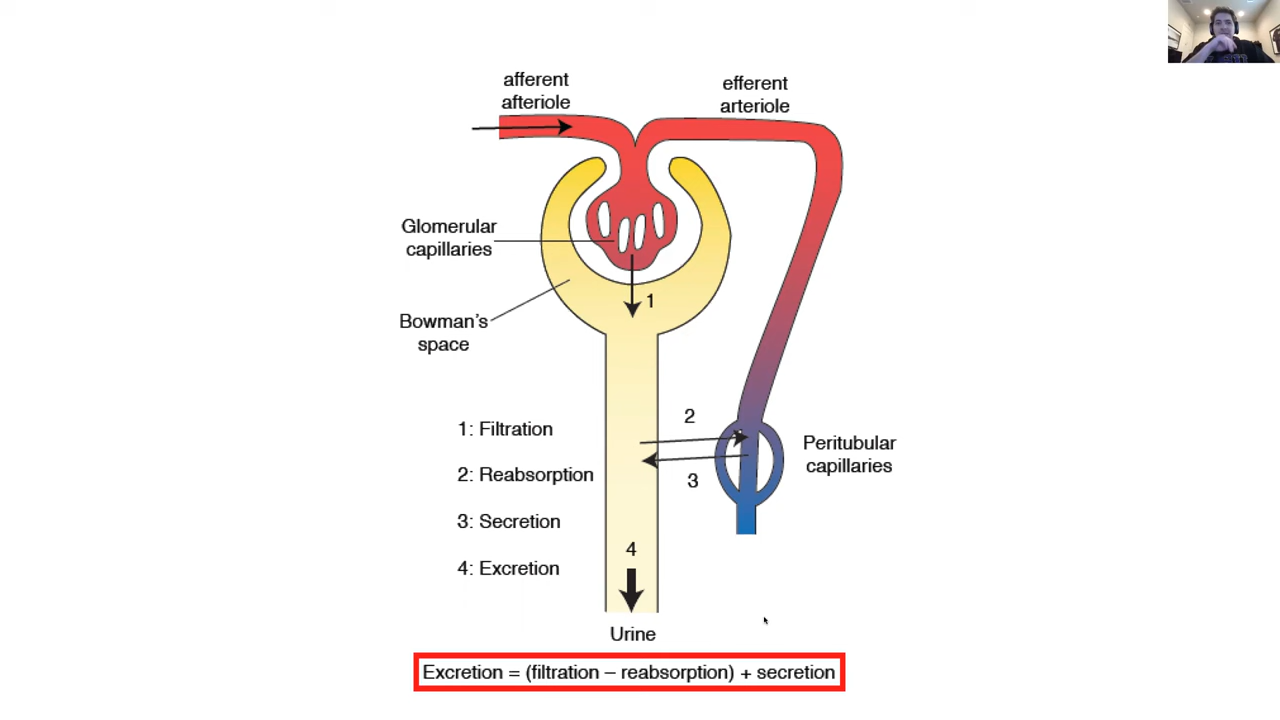 afferent
afteriole
efferent
arteriole
Glomerular
capillaries
1
Bowman's
space
1: Filtration
2: Reabsorption
3: Secretion
4: Excretion
2
3
Peritubular
capillaries
4
Urine
Excretion = (filtration – reabsorption) + secretion